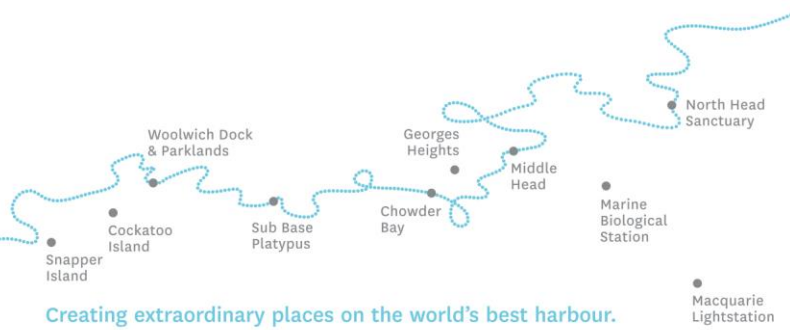 North Head
Sanctuary
Woolwich Dock
& Parklands
Georges
Heights
Middle
Head
Marine
Biological
Station
Chowder
Bay
Sub Base
Platypus
Cockatoo
Island
Snapper
Island
Macquarie
Lightstation
Creating extraordinary places on the world's best harbour.